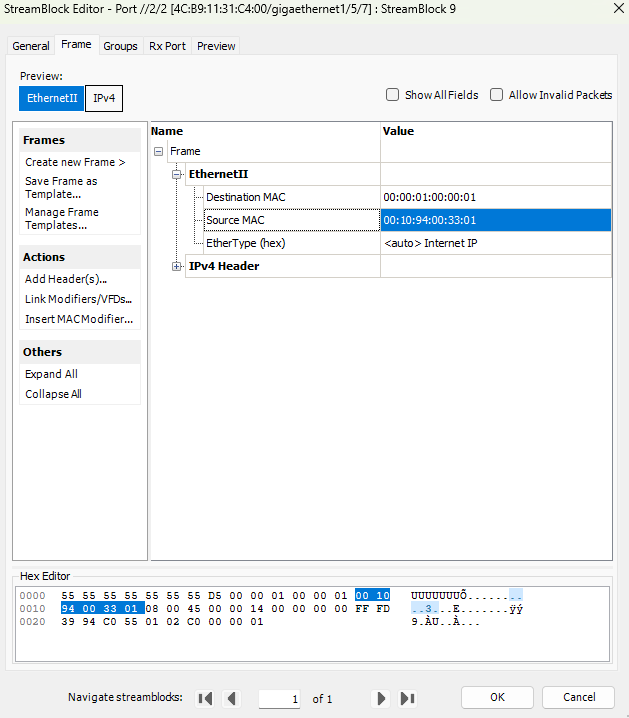 StreamBlock Editor - Port //2/2 [4C:B9:11:31:C4:00/gigaethernet1/5/7] : StreamBlock 9
General Frame Groups Rx Port Preview
Preview:
EthernetII IPv4
Show All Fields Allow Invalid Packets
Frames
Create new Frame >
Save Frame as
Template...
Manage Frame
Templates...
Actions
Add Header(s)...
Link Modifiers/VFDs...
Insert MAC Modifier...
Others
Expand All
Collapse All
Name Value
Frame
EthernetII
Destination MAC 00:00:01:00:00:01
Source MAC 00:10:94:00:33:01
EtherType (hex) <auto> Internet IP
IPv4 Header
Hex Editor
0000 55 55 55 55 55 55 55 D5 00 00 01 00 00 01 00 10 UUUUUUUÕ........
0010 94 00 33 01 08 00 45 00 00 14 00 00 00 00 FF FD ..3...E.......ÿý
0020 39 94 C0 55 01 02 C0 00 00 01 9.ÀU..À...
Navigate streamblocks: 1 of 1 OK Cancel